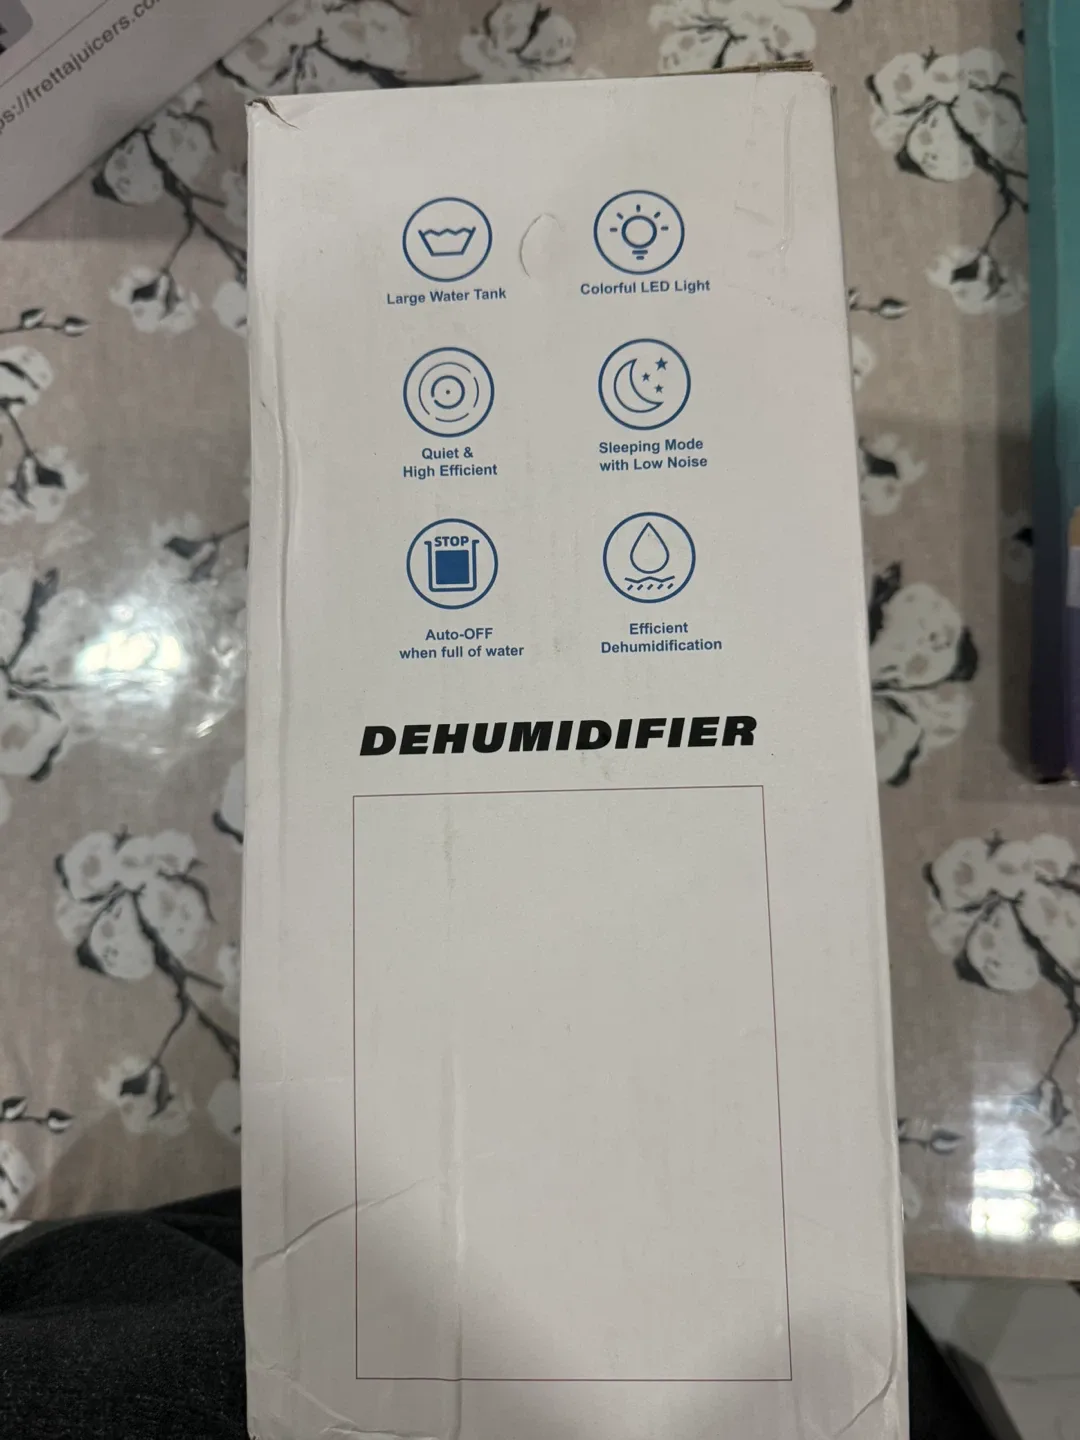 ps://frettajuicers.co
Large Water Tank
Colorful LED Light
Quiet &
High Efficient
Sleeping Mode
with Low Noise
STOP
Auto-OFF
when full of water
Efficient
Dehumidification
DEHUMIDIFIER